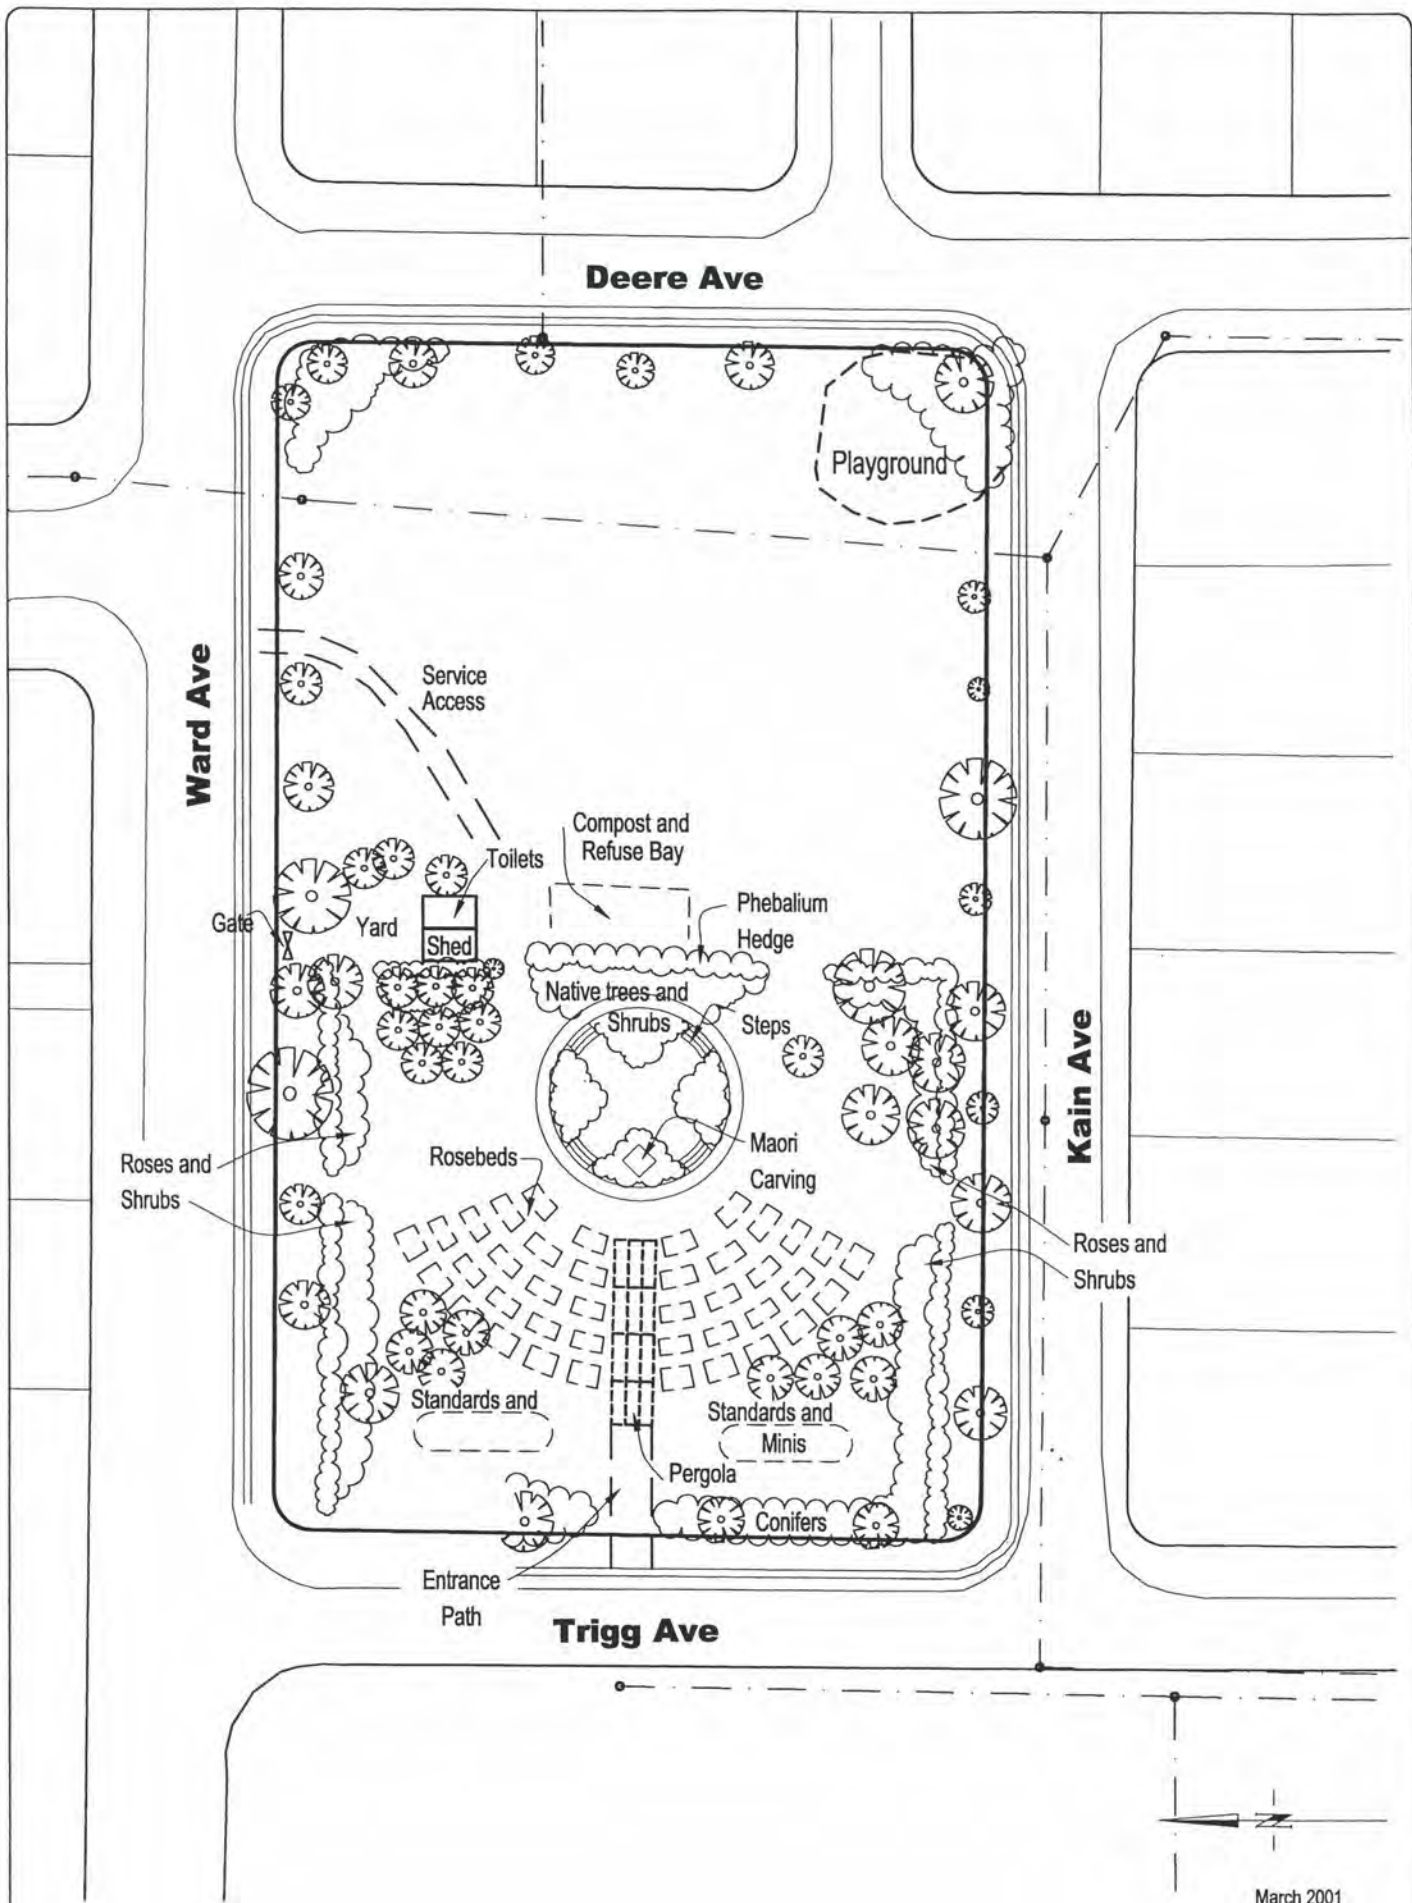 Deere Ave
Playground
Ward Ave
Service
Access
Compost and
Refuse Bay
Toilets
Gate
Yard
Shed
Phebalium
Hedge
Native trees and
Shrubs
Steps
Kain Ave
Roses and
Shrubs
Rosebeds
Maori
Carving
Roses and
Shrubs
Standards and
Standards and
Minis
Pergola
Conifers
Entrance
Path
Trigg Ave
N
March 2001